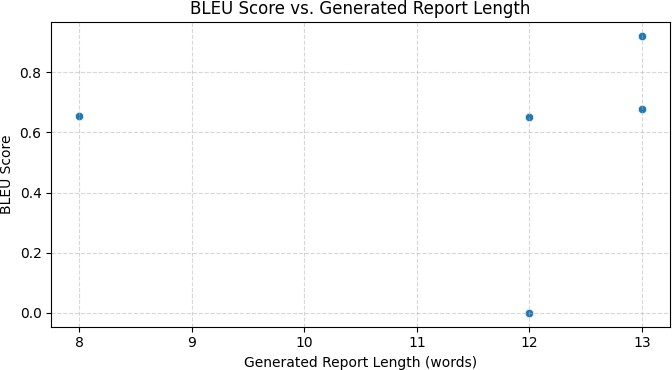 BLEU Score vs. Generated Report Length
BLEU Score
0.8
0.6
0.4
0.2
0.0
8 9 10 11 12 13
Generated Report Length (words)